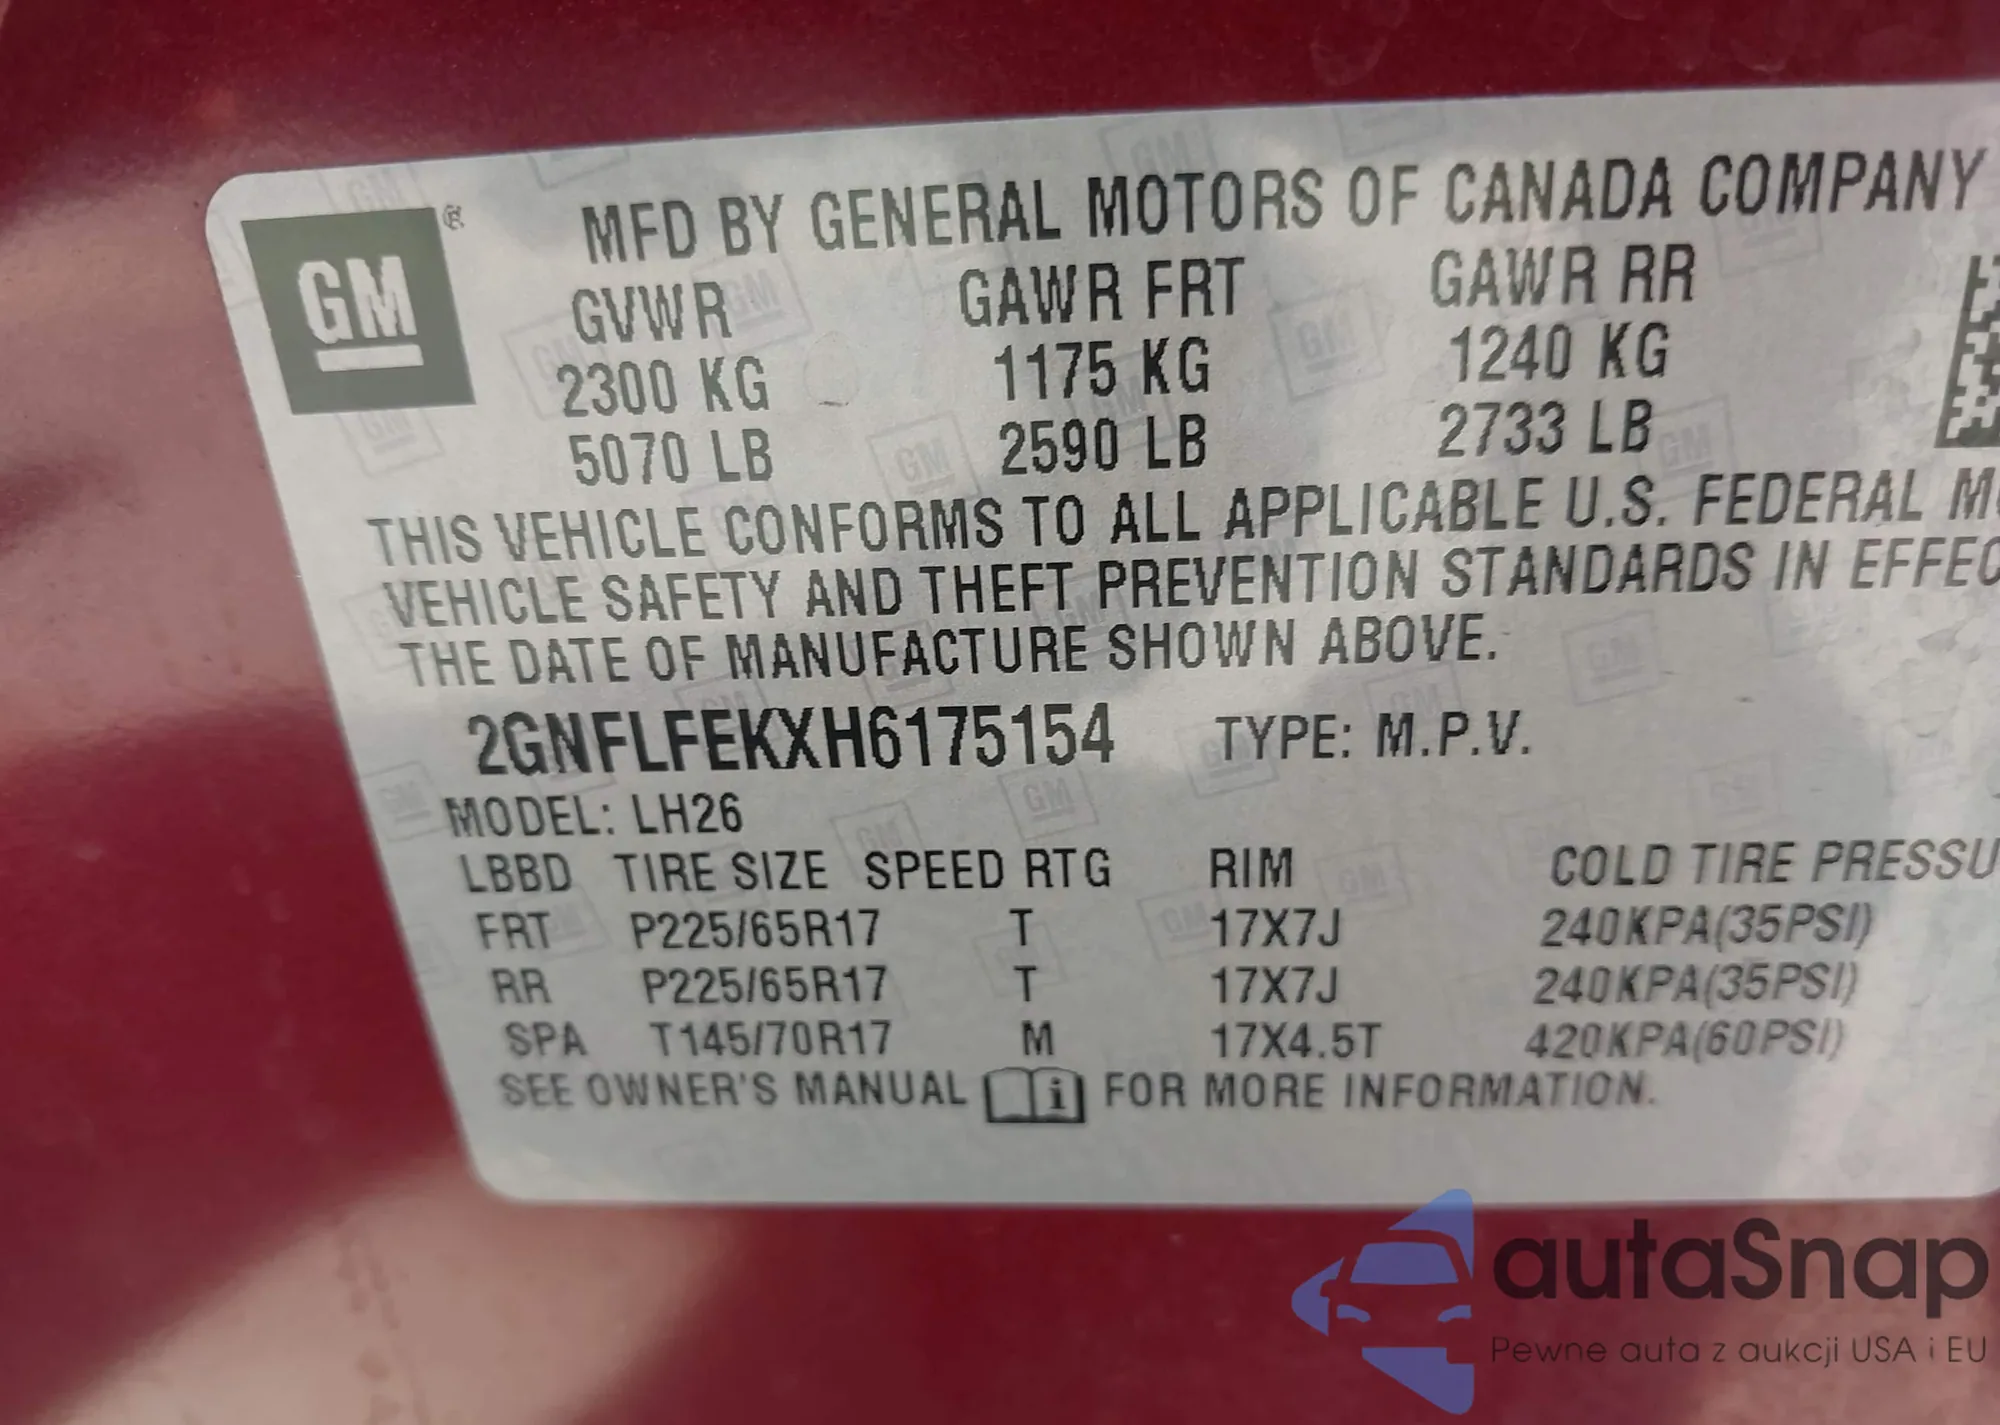 GM ®
MFD BY GENERAL MOTORS OF CANADA COMPANY
GVWR GAWR FRT GAWR RR
2300 KG 1175 KG 1240 KG
5070 LB 2590 LB 2733 LB
THIS VEHICLE CONFORMS TO ALL APPLICABLE U.S. FEDERAL M
VEHICLE SAFETY AND THEFT PREVENTION STANDARDS IN EFFEC
THE DATE OF MANUFACTURE SHOWN ABOVE.
2GNFLFEKXH6175154 TYPE: M.P.V.
MODEL: LH26
LBBD TIRE SIZE SPEED RTG RIM COLD TIRE PRESSU
FRT P225/65R17 T 17X7J 240KPA(35PSI)
RR P225/65R17 T 17X7J 240KPA(35PSI)
SPA T145/70R17 M 17X4.5T 420KPA(60PSI)
SEE OWNER'S MANUAL i FOR MORE INFORMATION.
autaSnap
Pewne auta z aukcji USA i EU